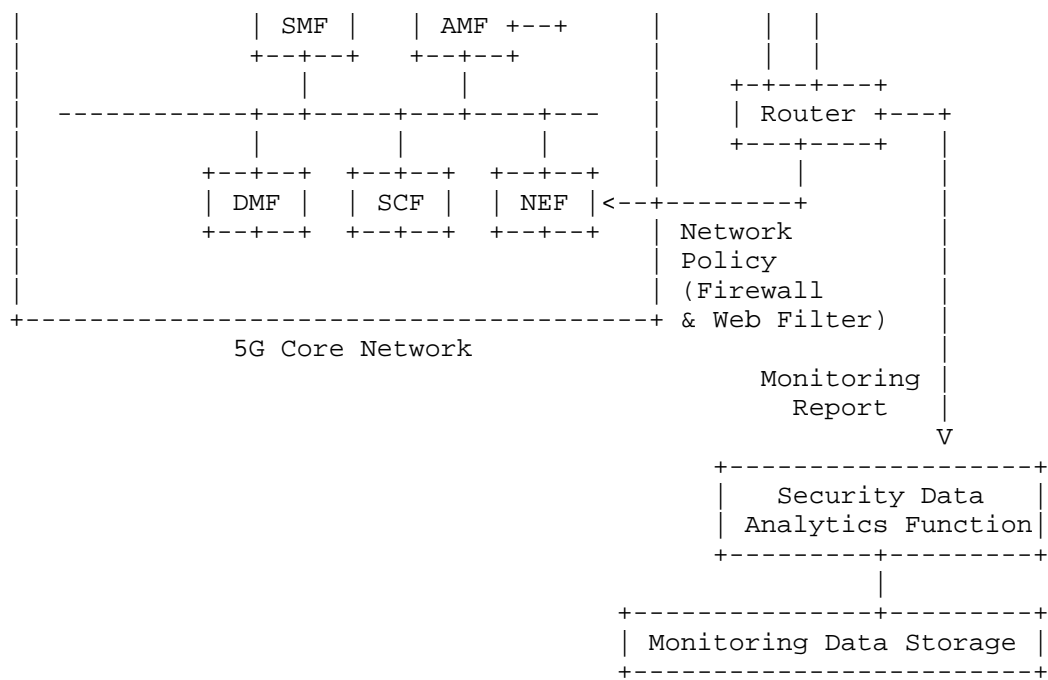 SMF AMF
Router
DMF SCF NEF
Network
Policy
(Firewall
& Web Filter)
5G Core Network
Monitoring
Report
V
Security Data
Analytics Function
Monitoring Data Storage